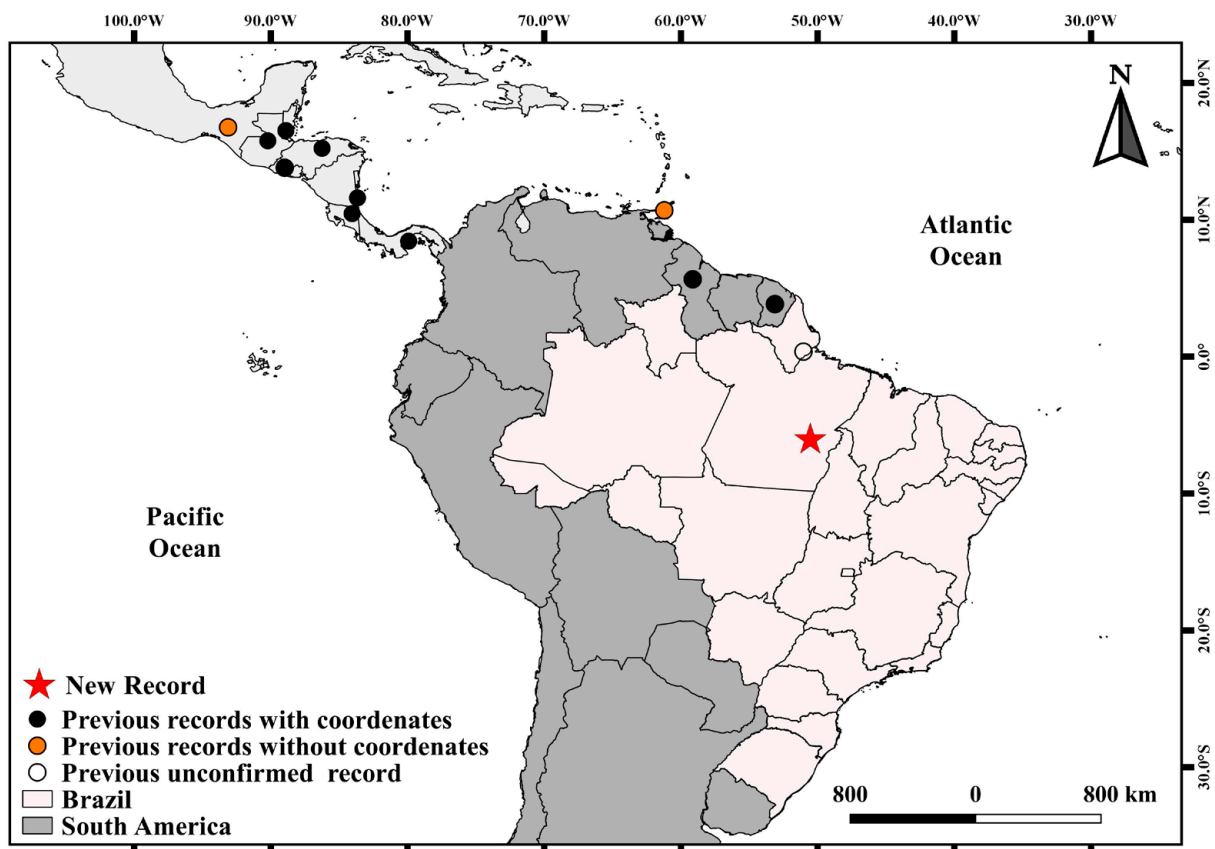 100.0°W 90.0°W 80.0°W 70.0°W 60.0°W 50.0°W 40.0°W 30.0°W
N
20.0°N
10.0°N
0.0°
10.0°S
20.0°S
30.0°S
Atlantic
Ocean
Pacific
Ocean
New Record
Previous records with coordenates
Previous records without coordenates
Previous unconfirmed record
Brazil
South America
800 0 800 km